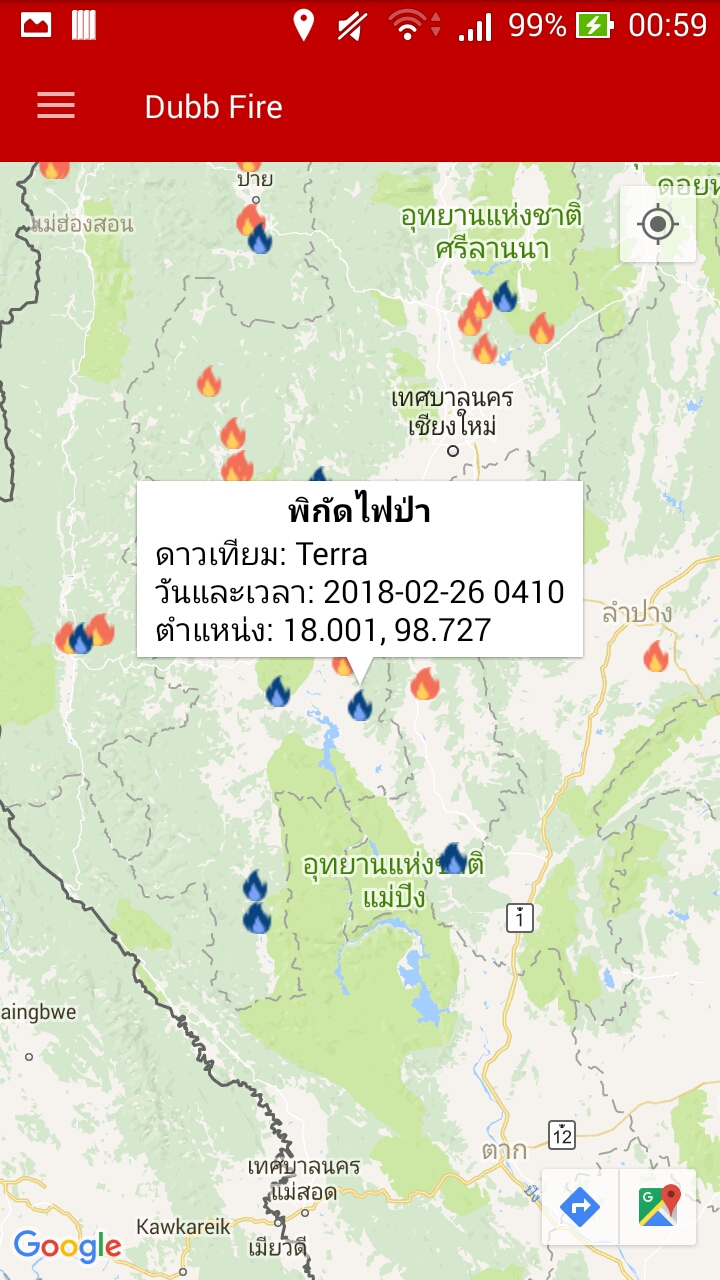 99% 00:59
Dubb Fire
ปาย
แม่ฮ่องสอน
อุทยานแห่งชาติ
ศรีลานนา
เทศบาลนคร
เชียงใหม่
พิกัดไฟป่า
ดาวเทียม: Terra
วันและเวลา: 2018-02-26 0410
ตำแหน่ง: 18.001, 98.727
ลำปาง
อุทยานแห่งชาติ
แม่ปิง
1
aingbwe
12
ตาก
ปิง
เทศบาลนคร
แม่สอด
Kawkareik
เมียวดี
Google